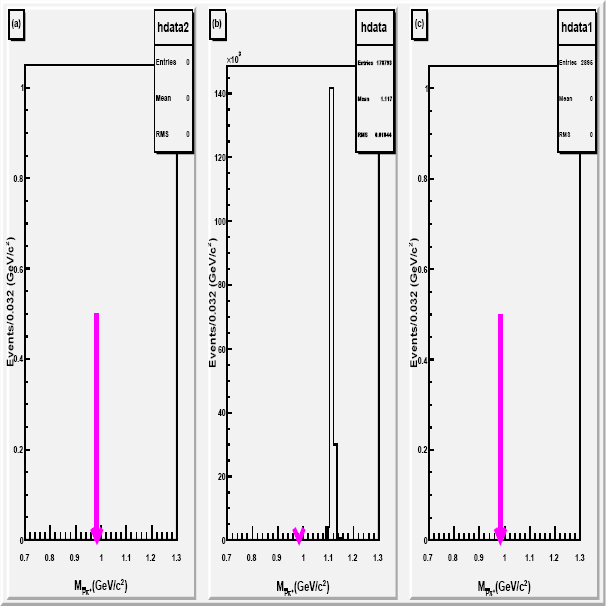 (a)
hdata2
Entries 0
Mean 0
RMS 0
1
0.8
0.6
0.4
0.2
0
Events/0.032 (GeV/c²)
0.7 0.8 0.9 1 1.1 1.2 1.3
(GeV/c²)
(b)
hdata
Entries
Mean 1.117
RMS
×10³
140
120
100
80
60
40
20
0
Events/0.032 (GeV/c²)
0.7 0.8 0.9 1 1.1 1.2 1.3
(GeV/c²)
(c)
hdata1
Entries
Mean 0
RMS 0
1
0.8
0.6
0.4
0.2
0
Events/0.032 (GeV/c²)
0.7 0.8 0.9 1 1.1 1.2 1.3
(GeV/c²)